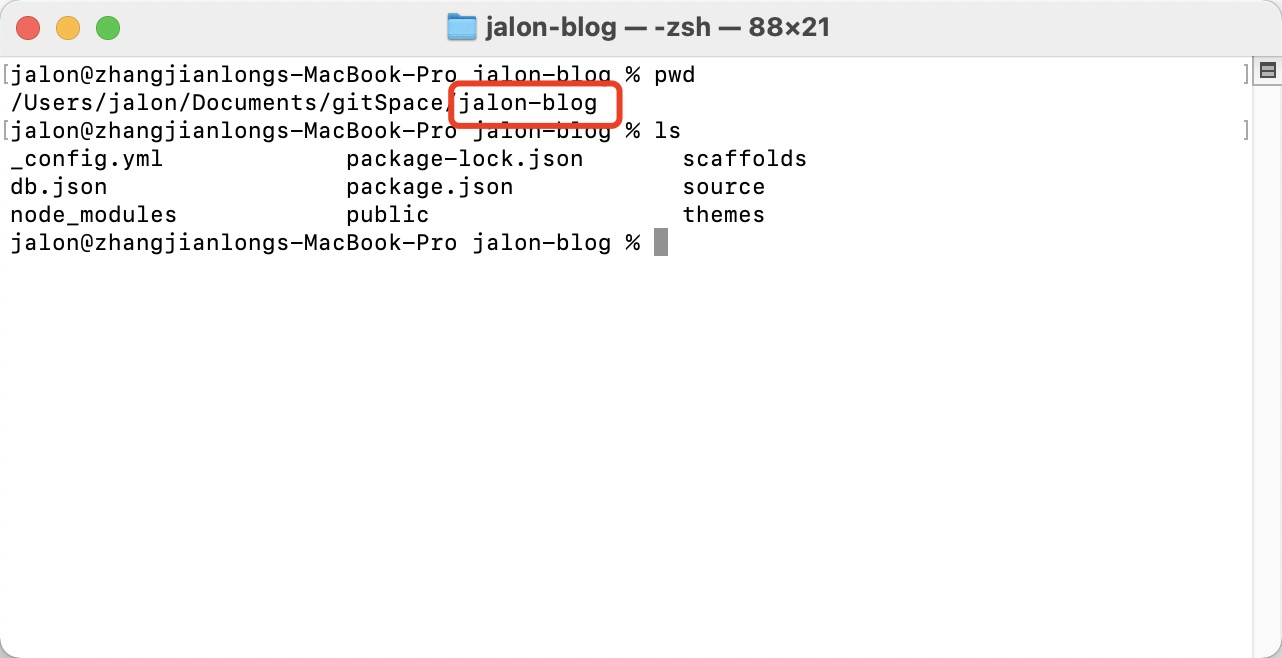 jalon-blog — -zsh — 88×21
[jalon@zhangjianlongs-MacBook-Pro jalon-blog % pwd ]
/Users/jalon/Documents/gitSpace/jalon-blog
[jalon@zhangjianlongs-MacBook-Pro jalon-blog % ls ]
_config.yml package-lock.json scaffolds
db.json package.json source
node_modules public themes
jalon@zhangjianlongs-MacBook-Pro jalon-blog %